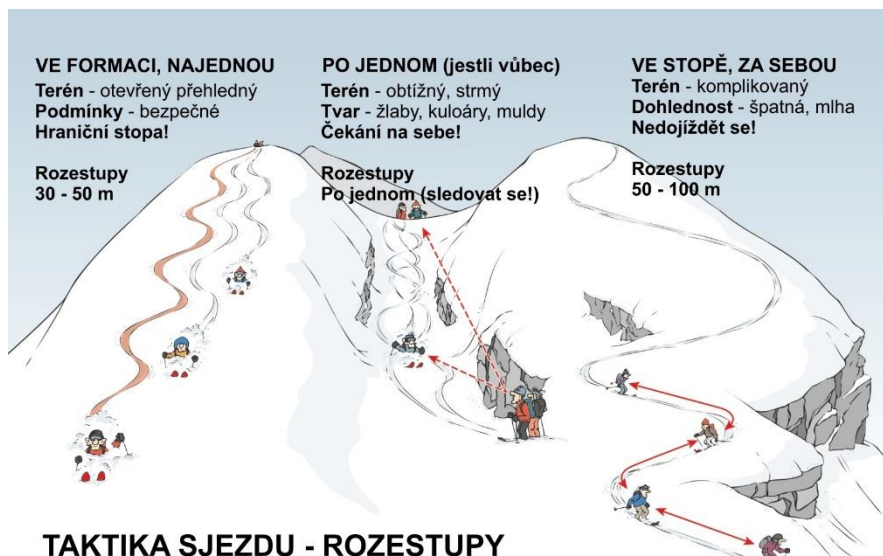 VE FORMACI, NAJEDNOU
Terén - otevřený přehledný
Podmínky - bezpečné
Hraniční stopa!
Rozestupy
30 - 50 m
PO JEDNOM (jestli vůbec)
Terén - obtížný, strmý
Tvar - žlaby, kuloáry, muldy
Čekání na sebe!
Rozestupy
Po jednom (sledovat se!)
VE STOPĚ, ZA SEBOU
Terén - komplikovaný
Dohlednost - špatná, mlha
Nedojíždět se!
Rozestupy
50 - 100 m
TAKTIKA SJEZDU - ROZESTUPY